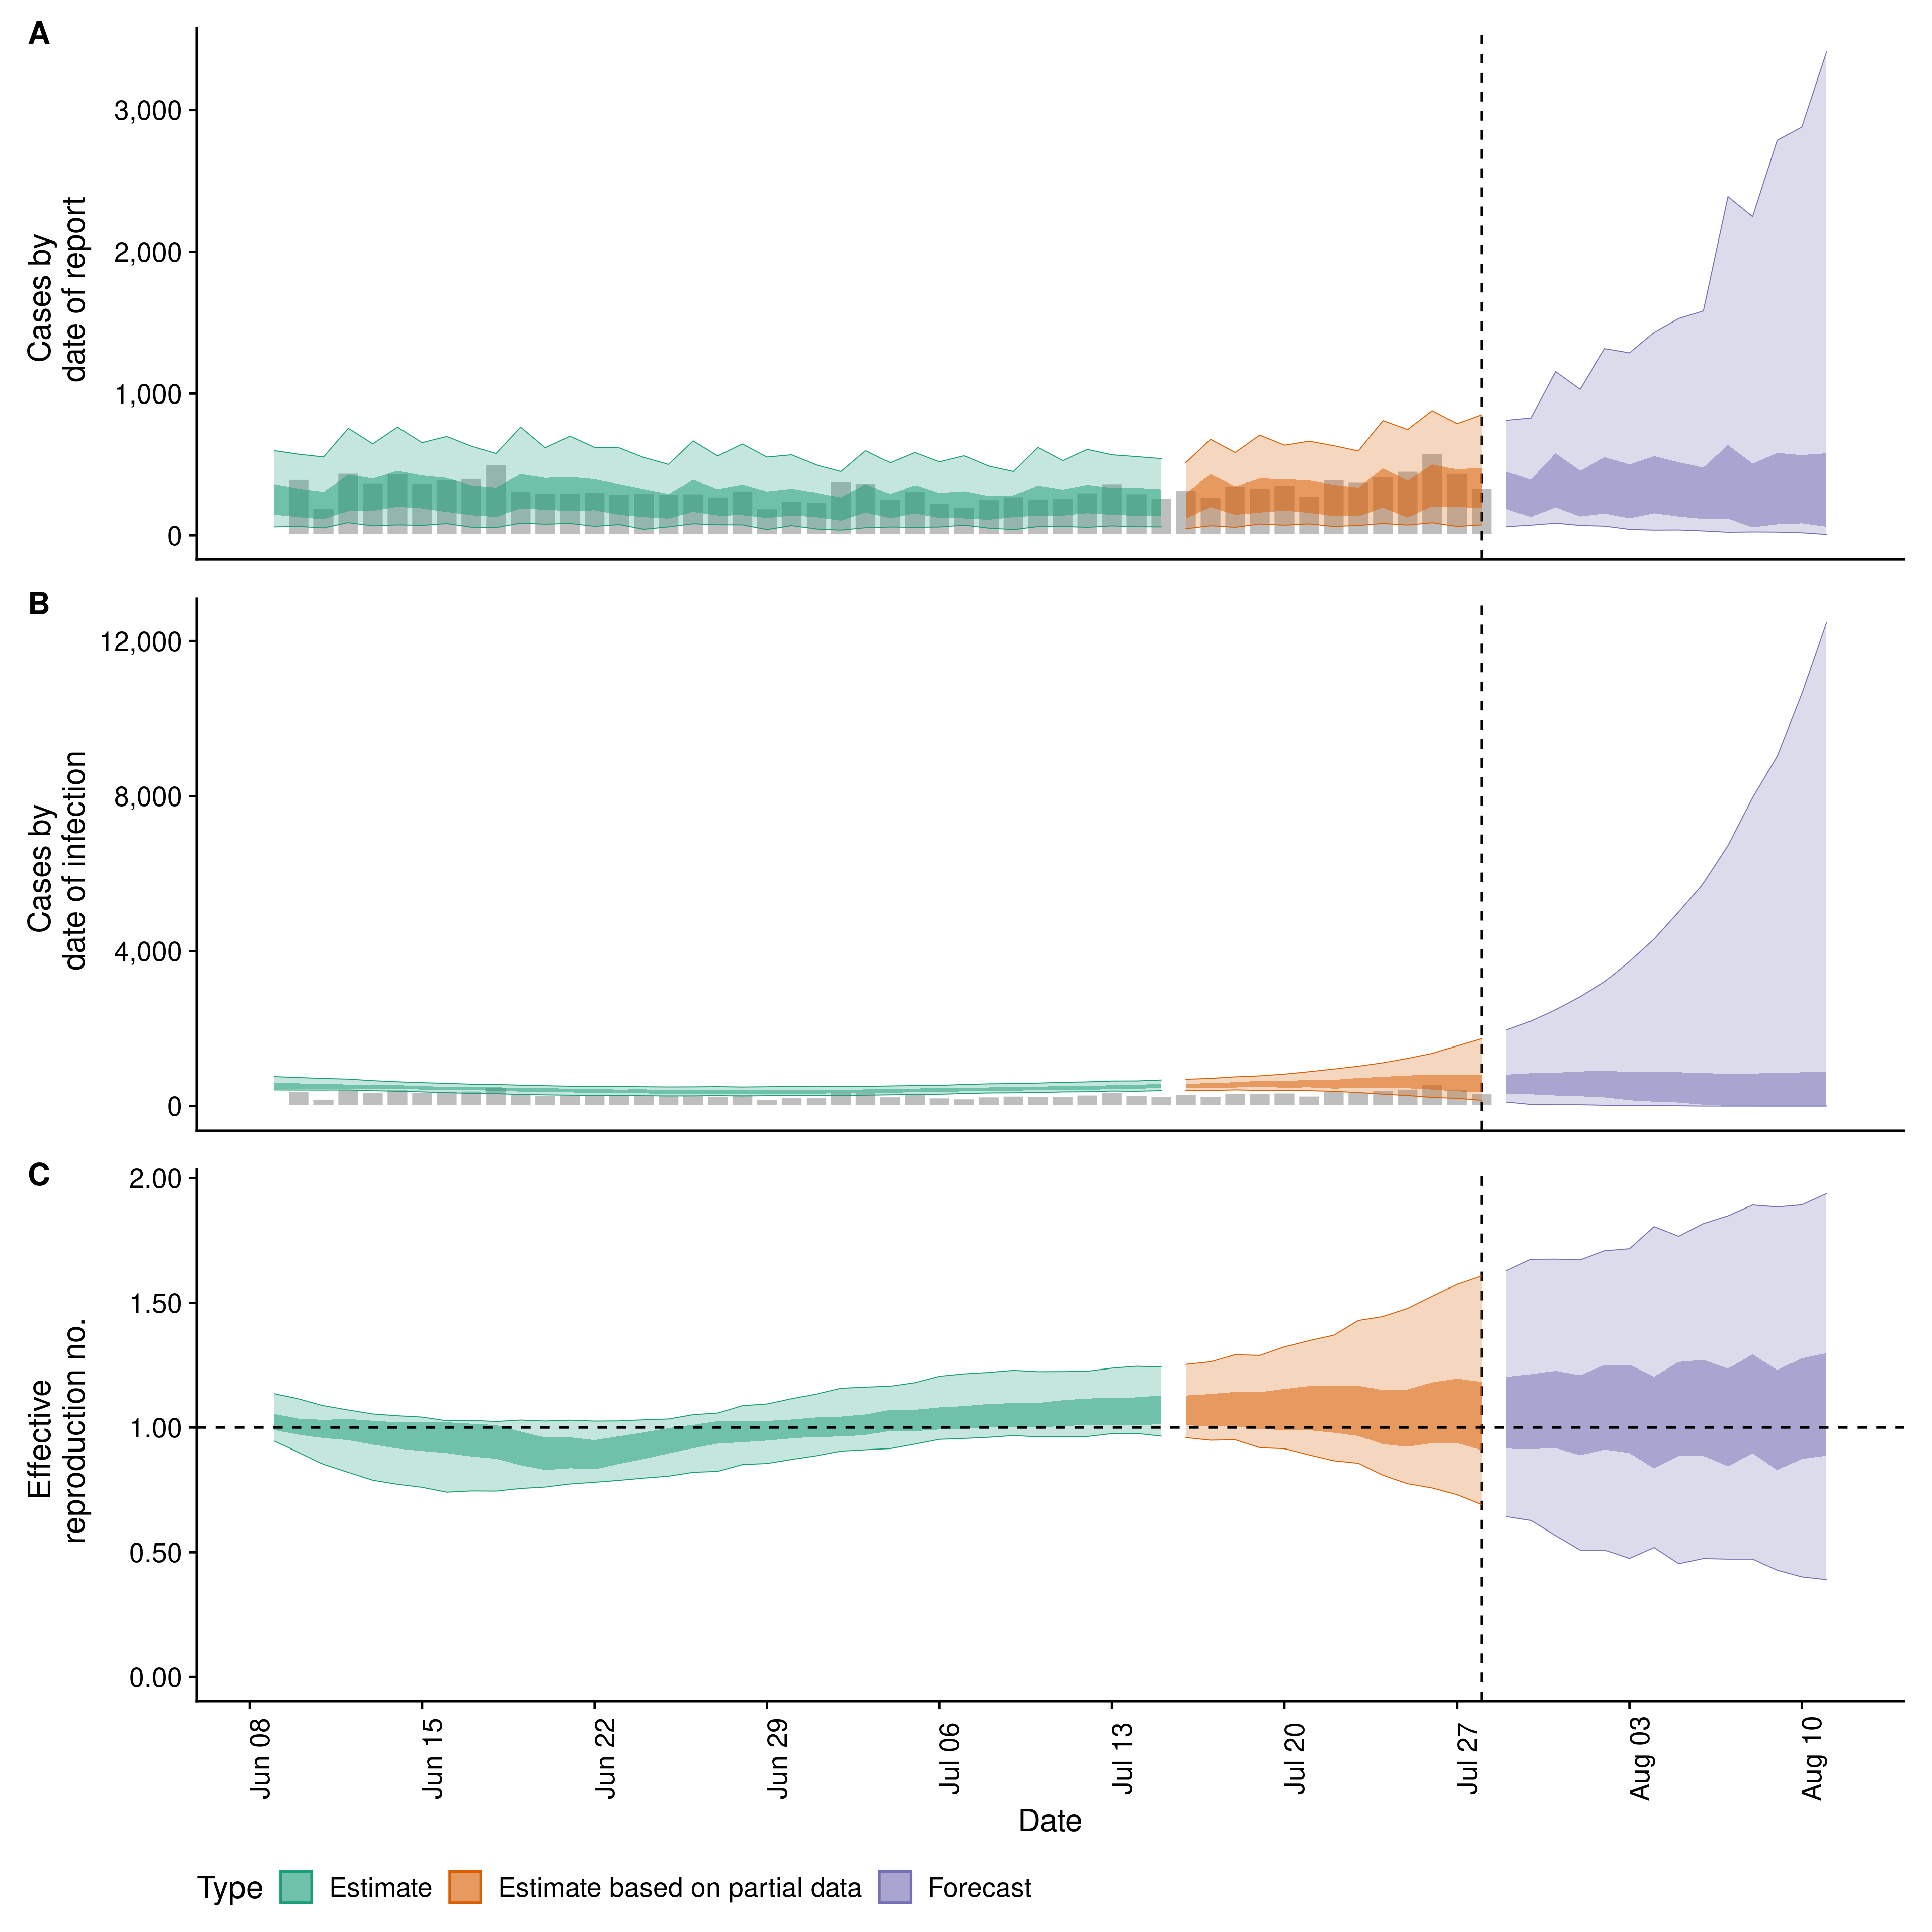 A
Cases by
date of report
3,000
2,000
1,000
0
B
Cases by
date of infection
12,000
8,000
4,000
0
C
Effective
reproduction no.
2.00
1.50
1.00
0.50
0.00
Jun 08
Jun 15
Jun 22
Jun 29
Jul 06
Jul 13
Jul 20
Jul 27
Aug 03
Aug 10
Date
Type Estimate Estimate based on partial data Forecast